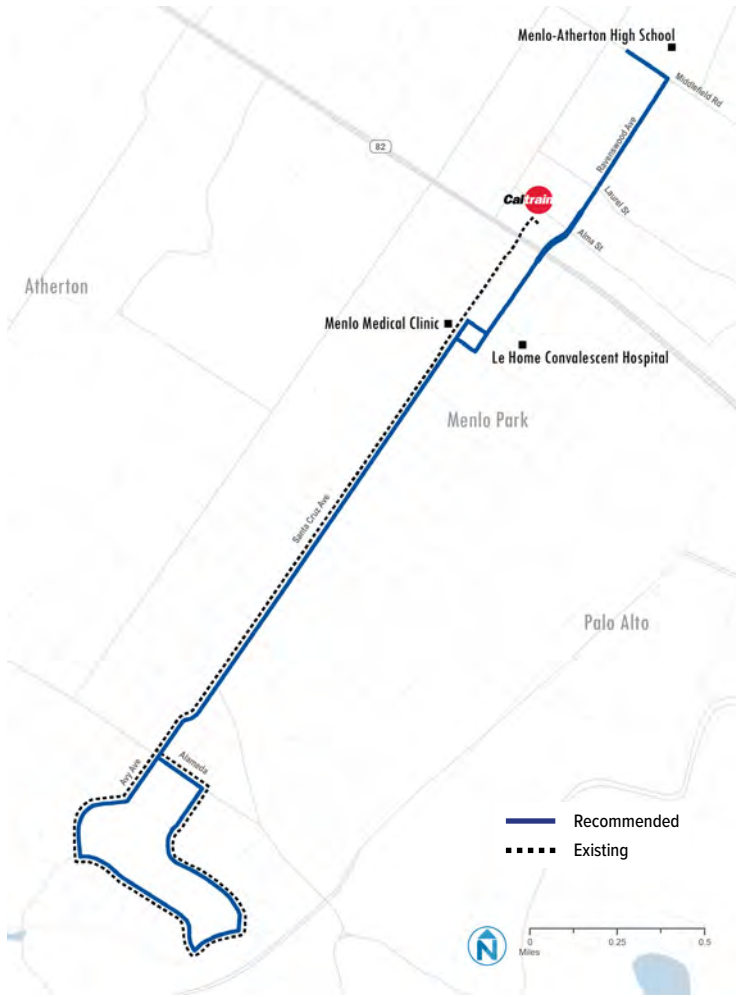 Menlo-Atherton High School
Middlefield Rd
Ravenswood Ave
82
Laurel St
Caltrain
Alma St
Atherton
Menlo Medical Clinic
Le Home Convalescent Hospital
Menlo Park
Santa Cruz Ave
Palo Alto
Alameda
Avy Ave
Recommended
Existing
N
0 0.25 0.5
Miles